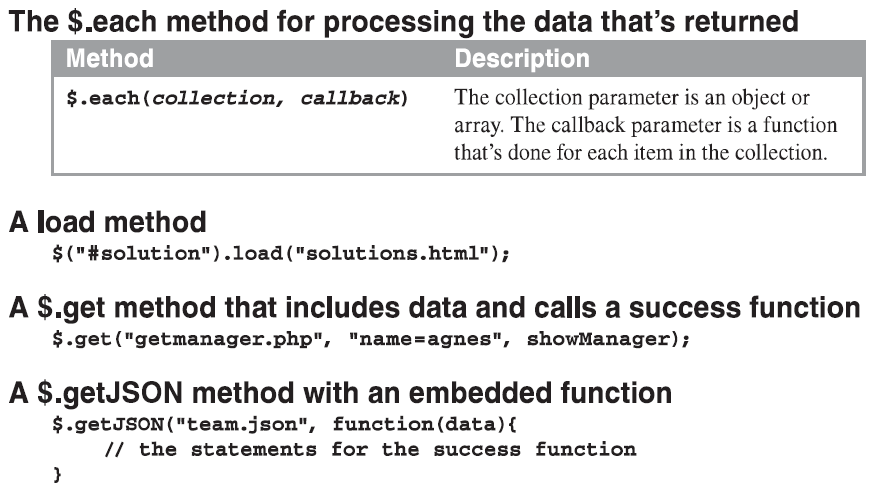 The $.each method for processing the data that's returned
Method Description
$.each(collection, callback) The collection parameter is an object or
array. The callback parameter is a function
that's done for each item in the collection.
A load method
$("#solution").load("solutions.html");
A $.get method that includes data and calls a success function
$.get("getmanager.php", "name=agnes", showManager);
A $.getJSON method with an embedded function
$.getJSON("team.json", function(data){
// the statements for the success function
}